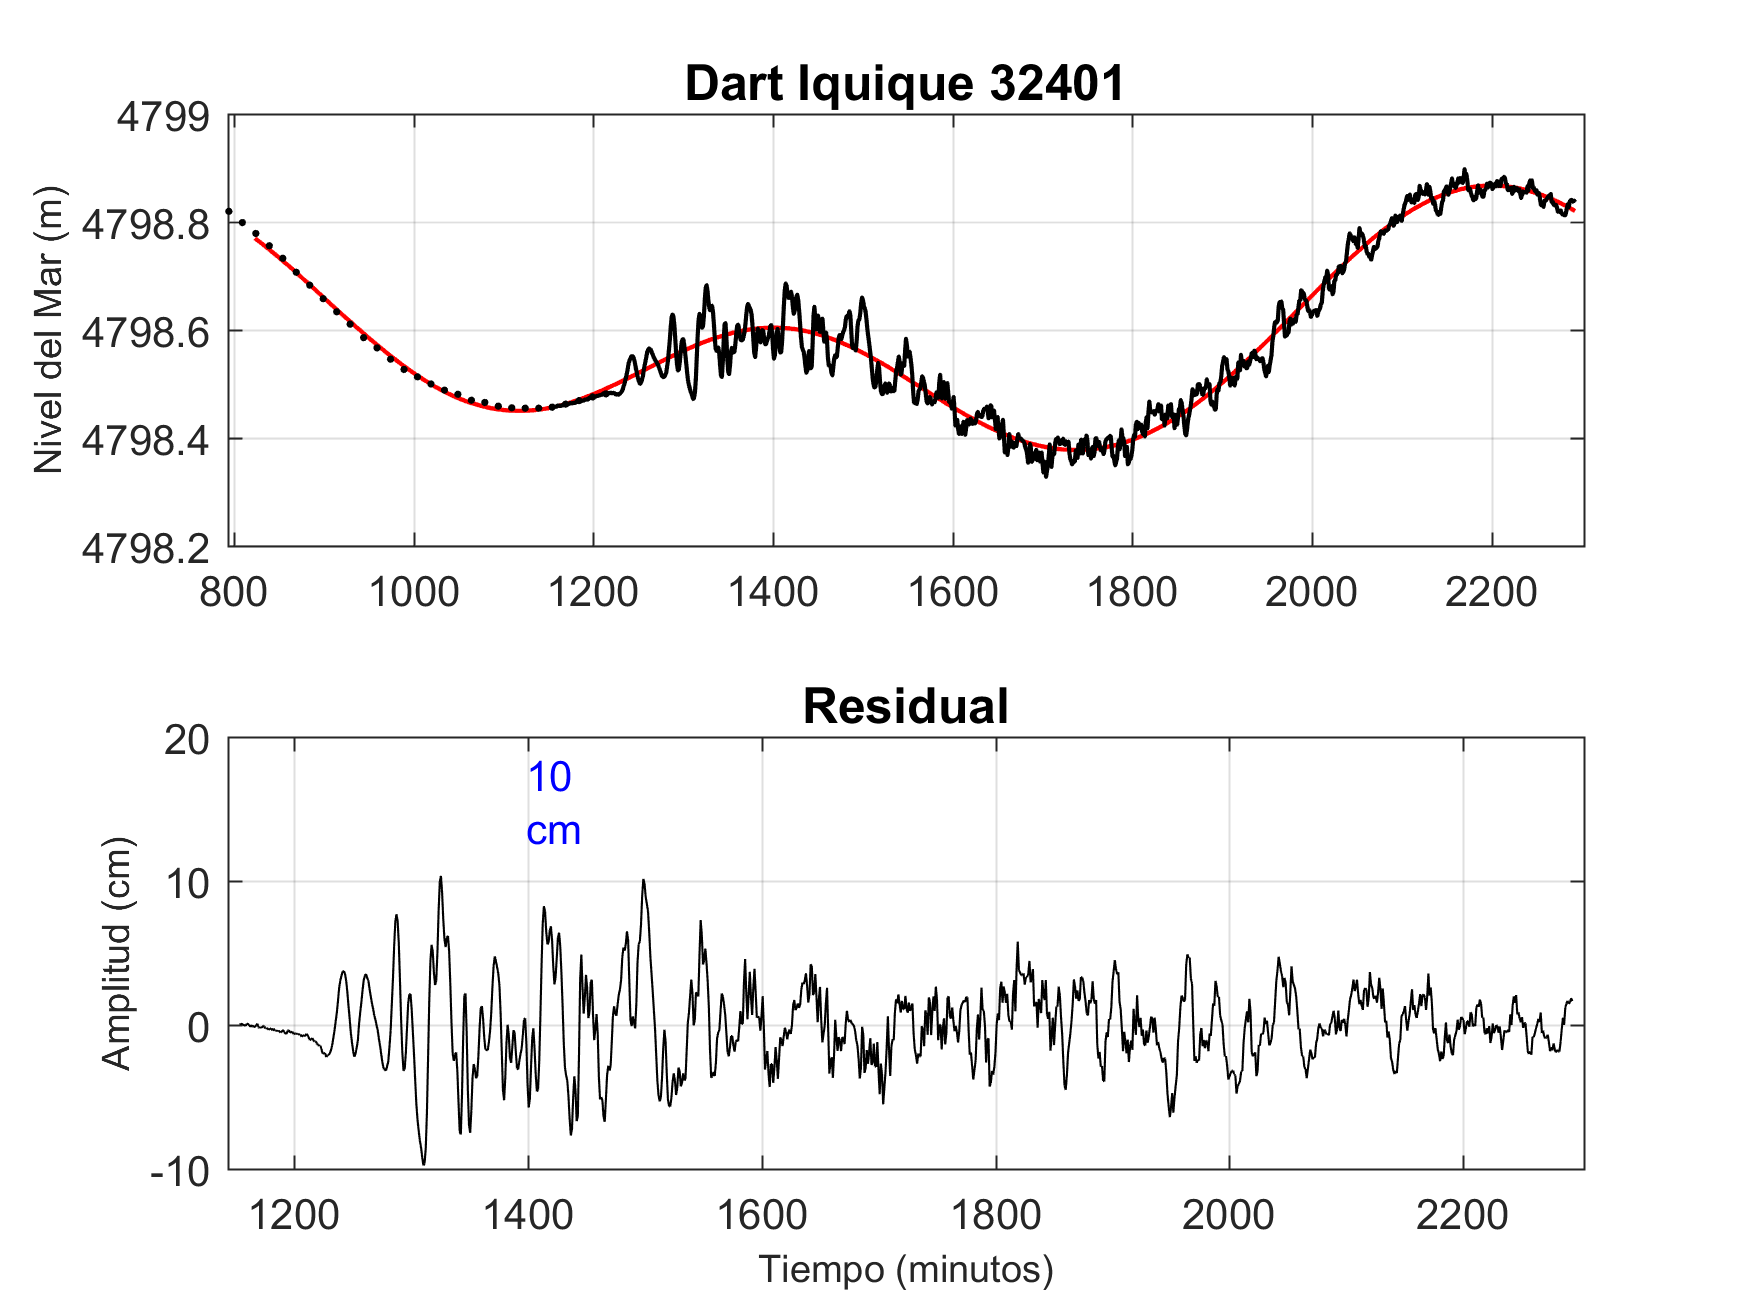 Dart Iquique 32401
4799
4798.8
4798.6
4798.4
4798.2
Nivel del Mar (m)
800 1000 1200 1400 1600 1800 2000 2200
Residual
20
10
0
-10
10
cm
Amplitud (cm)
1200 1400 1600 1800 2000 2200
Tiempo (minutos)